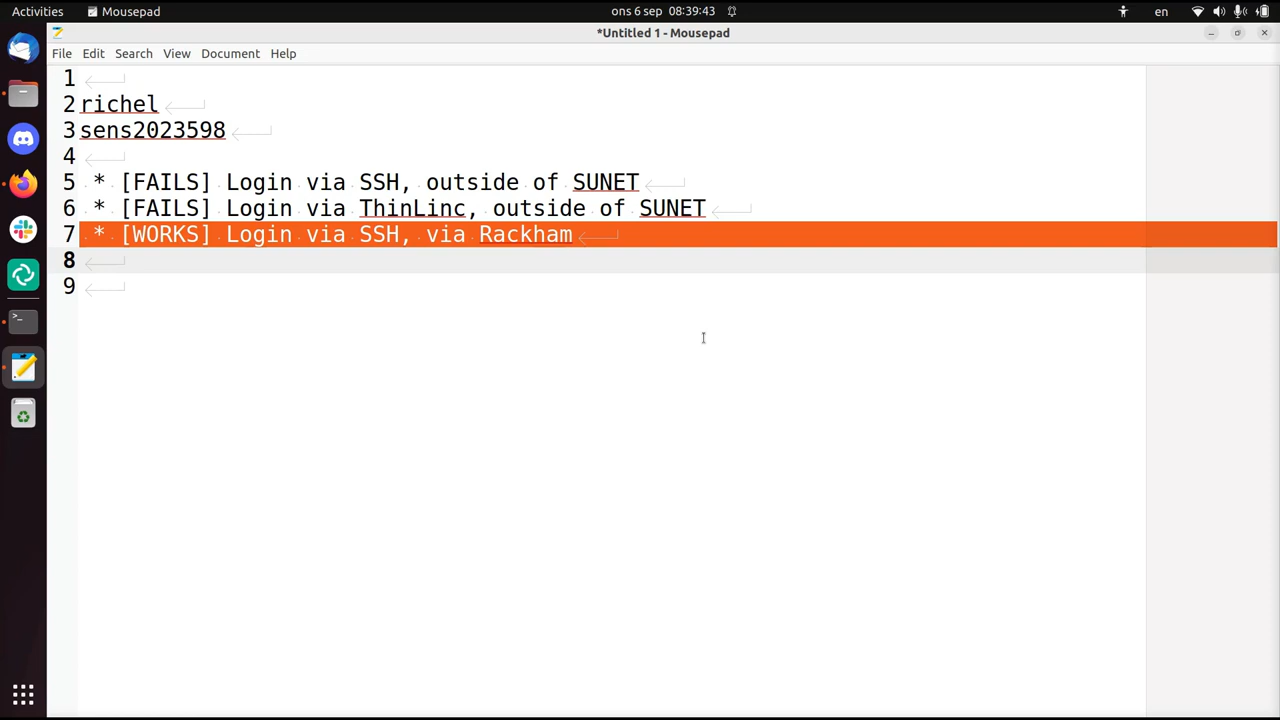 Activities Mousepad ons 6 sep 08:39:43 en
*Untitled 1 - Mousepad
File Edit Search View Document Help
1
2 richel
3 sens2023598
4
5 * [FAILS] Login via SSH, outside of SUNET
6 * [FAILS] Login via ThinLinc, outside of SUNET
7 * [WORKS] Login via SSH, via Rackham
8
9